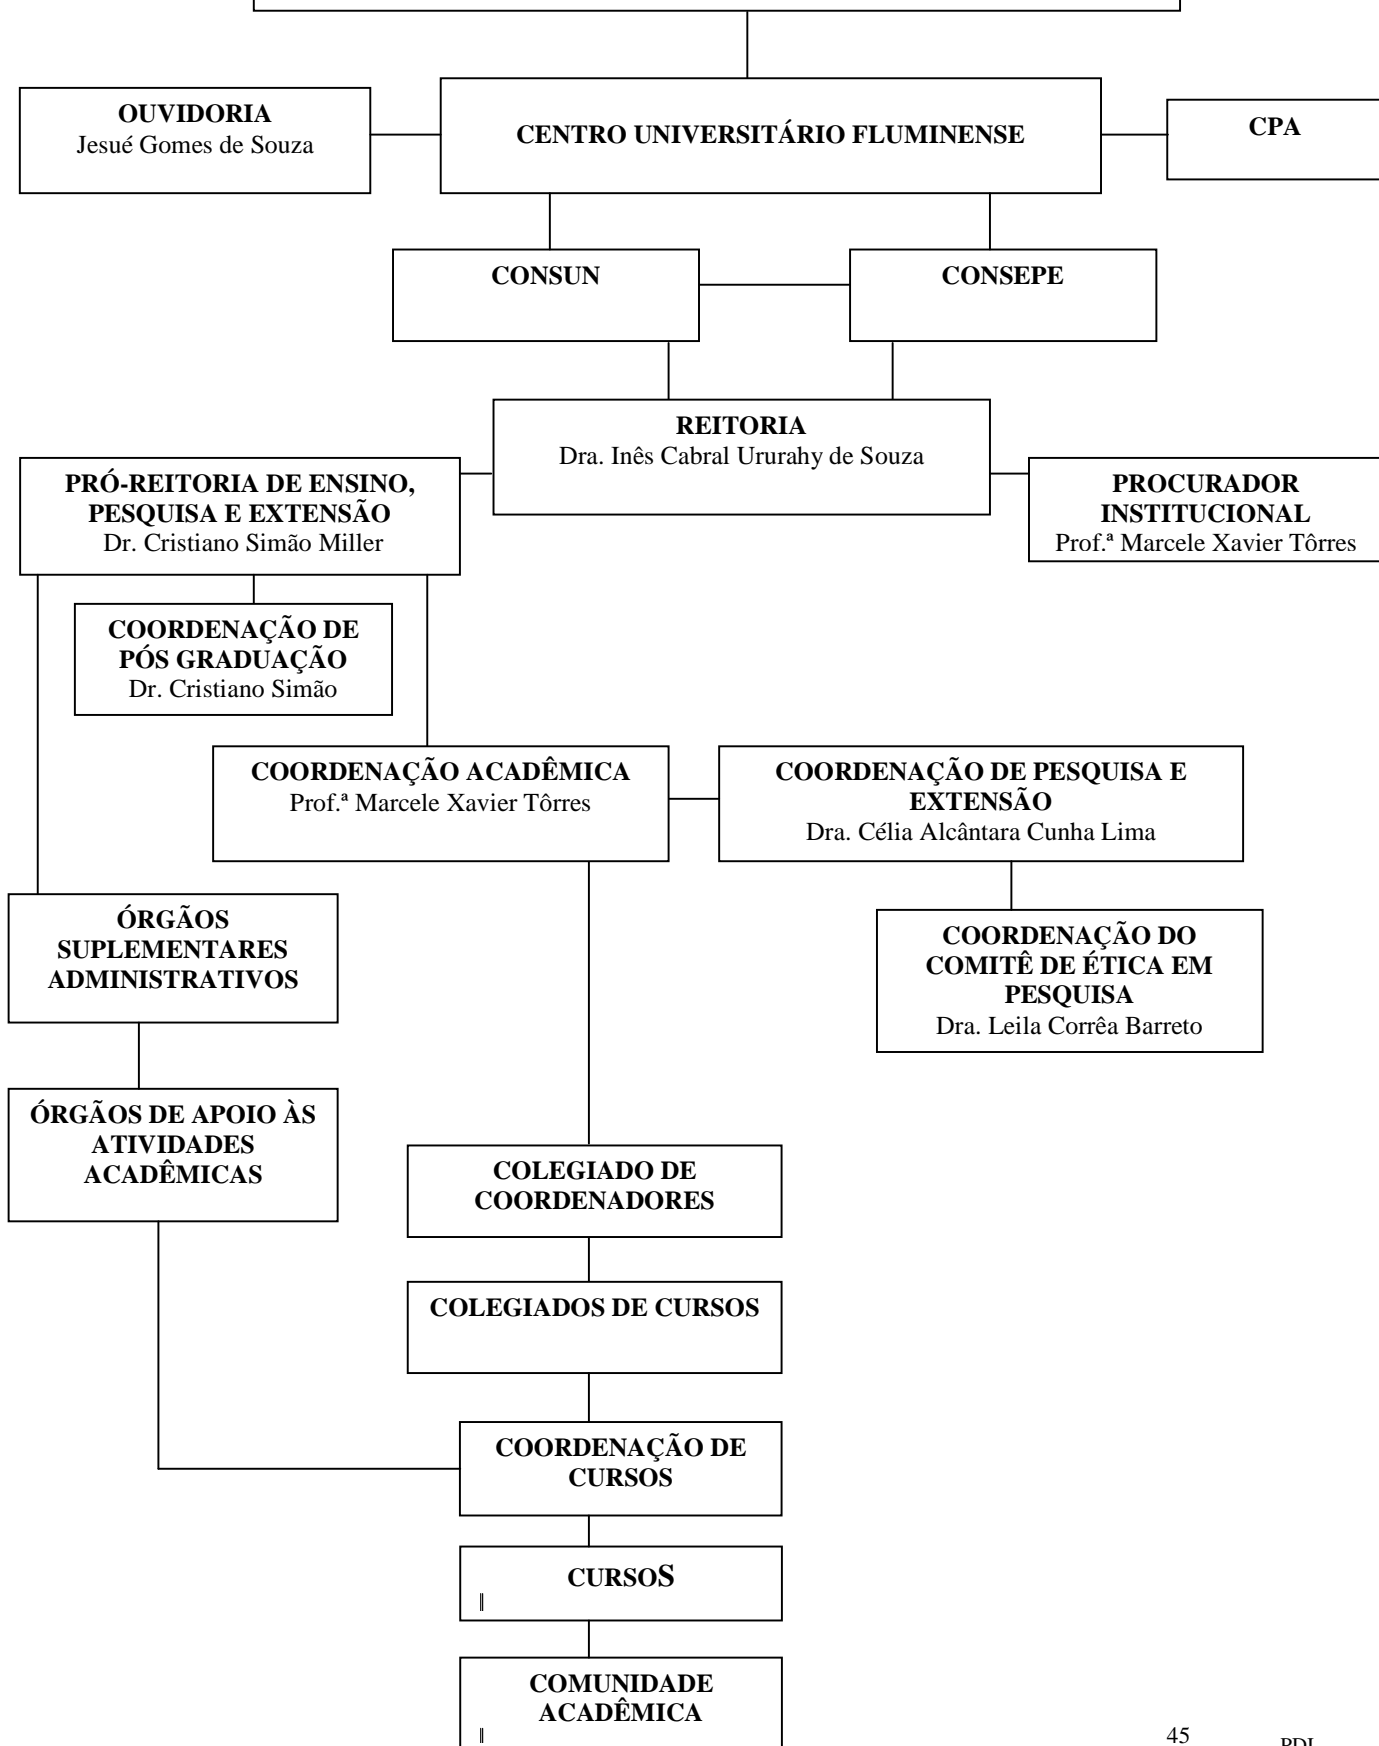 OUVIDORIA
Jesué Gomes de Souza
CENTRO UNIVERSITÁRIO FLUMINENSE
CPA
CONSUN
CONSEPE
REITORIA
Dra. Inês Cabral Ururahy de Souza
PRÓ-REITORIA DE ENSINO,
PESQUISA E EXTENSÃO
Dr. Cristiano Simão Miller
PROCURADOR
INSTITUCIONAL
Prof.ª Marcele Xavier Tôrres
COORDENAÇÃO DE
PÓS GRADUAÇÃO
Dr. Cristiano Simão
COORDENAÇÃO ACADÊMICA
Prof.ª Marcele Xavier Tôrres
COORDENAÇÃO DE PESQUISA E
EXTENSÃO
Dra. Célia Alcântara Cunha Lima
ÓRGÃOS
SUPLEMENTARES
ADMINISTRATIVOS
COORDENAÇÃO DO
COMITÊ DE ÉTICA EM
PESQUISA
Dra. Leila Corrêa Barreto
ÓRGÃOS DE APOIO ÀS
ATIVIDADES
ACADÊMICAS
COLEGIADO DE
COORDENADORES
COLEGIADOS DE CURSOS
COORDENAÇÃO DE
CURSOS
CURSOS
COMUNIDADE
ACADÊMICA
45